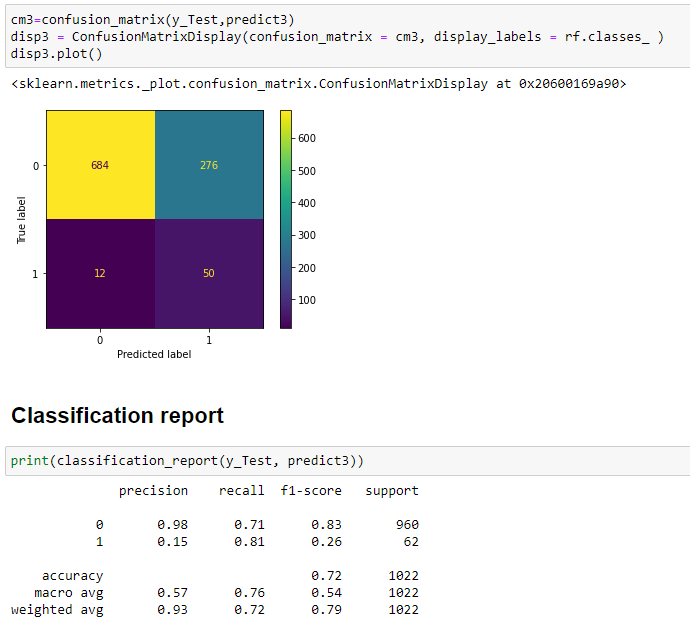 cm3=confusion_matrix(y_Test,predict3)
disp3 = ConfusionMatrixDisplay(confusion_matrix = cm3, display_labels = rf.classes_ )
disp3.plot()
<sklearn.metrics._plot.confusion_matrix.ConfusionMatrixDisplay at 0x20600169a90>
600
0 684 276
500
400
True label
300
1 12 50
200
100
0 1
Predicted label
Classification report
print(classification_report(y_Test, predict3))
precision recall f1-score support
0 0.98 0.71 0.83 960
1 0.15 0.81 0.26 62
accuracy 0.72 1022
macro avg 0.57 0.76 0.54 1022
weighted avg 0.93 0.72 0.79 1022